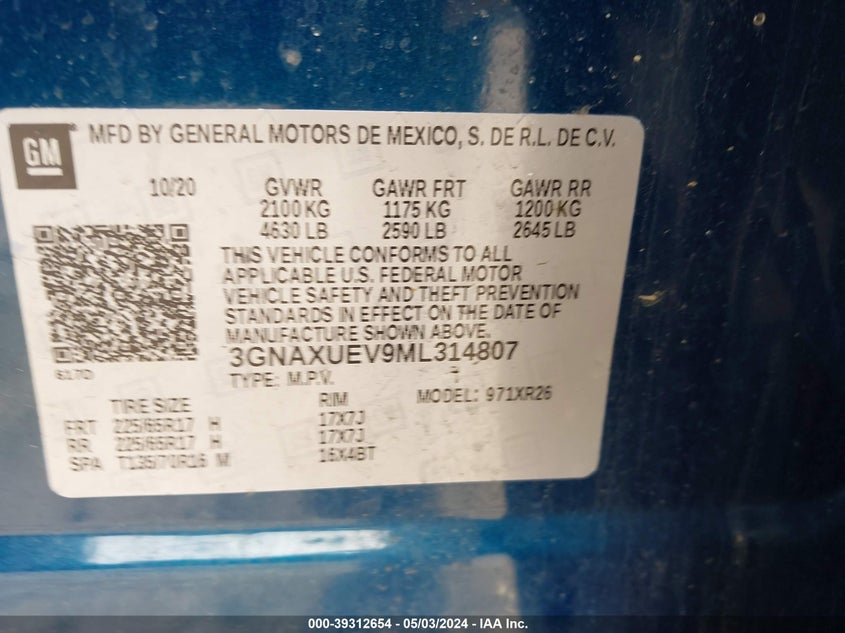 GM
MFD BY GENERAL MOTORS DE MEXICO, S. DE R.L. DE C.V.
10/20 GVWR GAWR FRT GAWR RR
2100 KG 1175 KG 1200 KG
4630 LB 2590 LB 2645 LB
THIS VEHICLE CONFORMS TO ALL
APPLICABLE U.S. FEDERAL MOTOR
VEHICLE SAFETY AND THEFT PREVENTION
STANDARDS IN EFFECT ON THE DATE OF
MANUFACTURE SHOWN ABOVE.
3GNAXUEV9ML314807
617D
TYPE: M.P.V.
TIRE SIZE RIM MODEL: 971XR26
FRT 225/65R17 H 17X7J
RR 225/65R17 H 17X7J
SPA T135/70R16 M 16X4BT
000-39312654 - 05/03/2024 - IAA Inc.